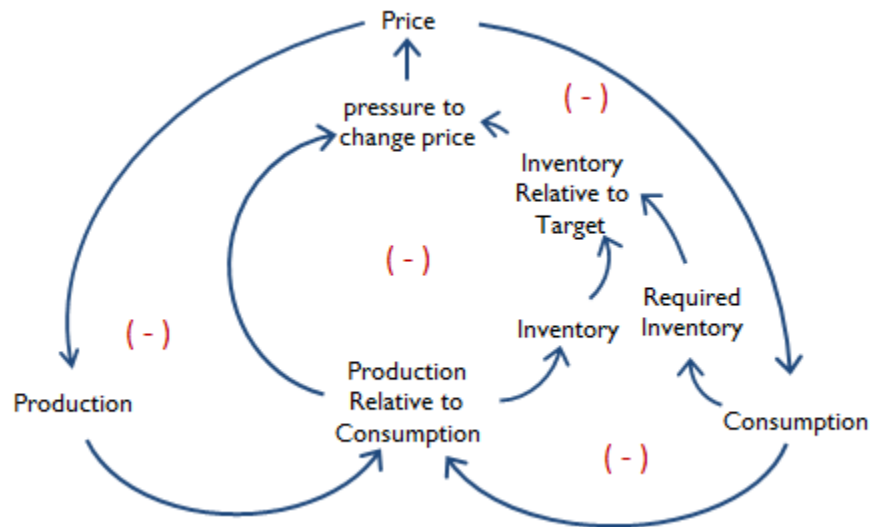 Price
( - )
pressure to
change price
Inventory
Relative to
Target
( - )
Required
Inventory
Inventory
( - )
Production
Relative to
Consumption
Production
Consumption
( - )